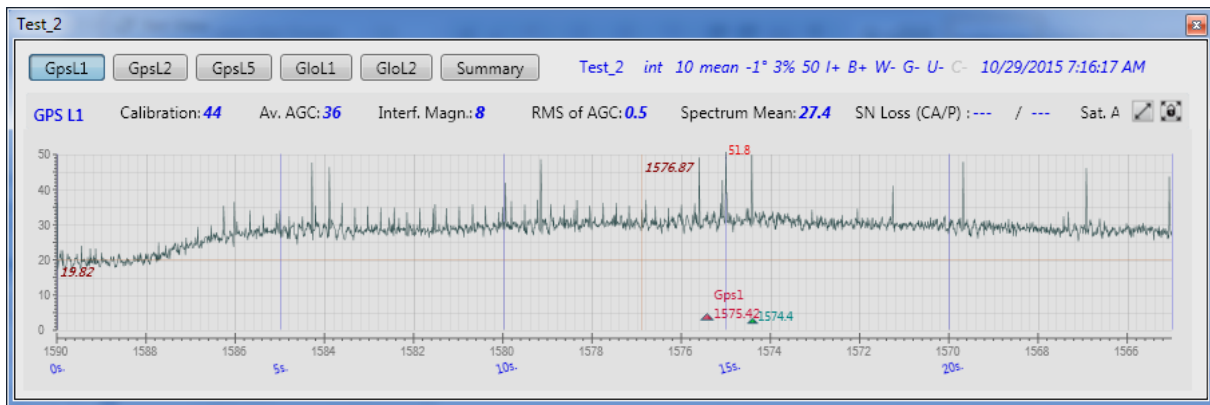 Test_2
GpsL1 GpsL2 GpsL5 GloL1 GloL2 Summary Test_2 int 10 mean -1° 3% 50 I+ B+ W- G- U- C- 10/29/2015 7:16:17 AM
GPS L1 Calibration: 44 Av. AGC: 36 Interf. Magn.: 8 RMS of AGC: 0.5 Spectrum Mean: 27.4 SN Loss (CA/P) : --- / --- Sat. A
50
51.8
1576.87
40
30
20
19.82
10
Gps1
1575.42
1574.4
0
1590 1588 1586 1584 1582 1580 1578 1576 1574 1572 1570 1568 1566
0s. 5s. 10s. 15s. 20s.